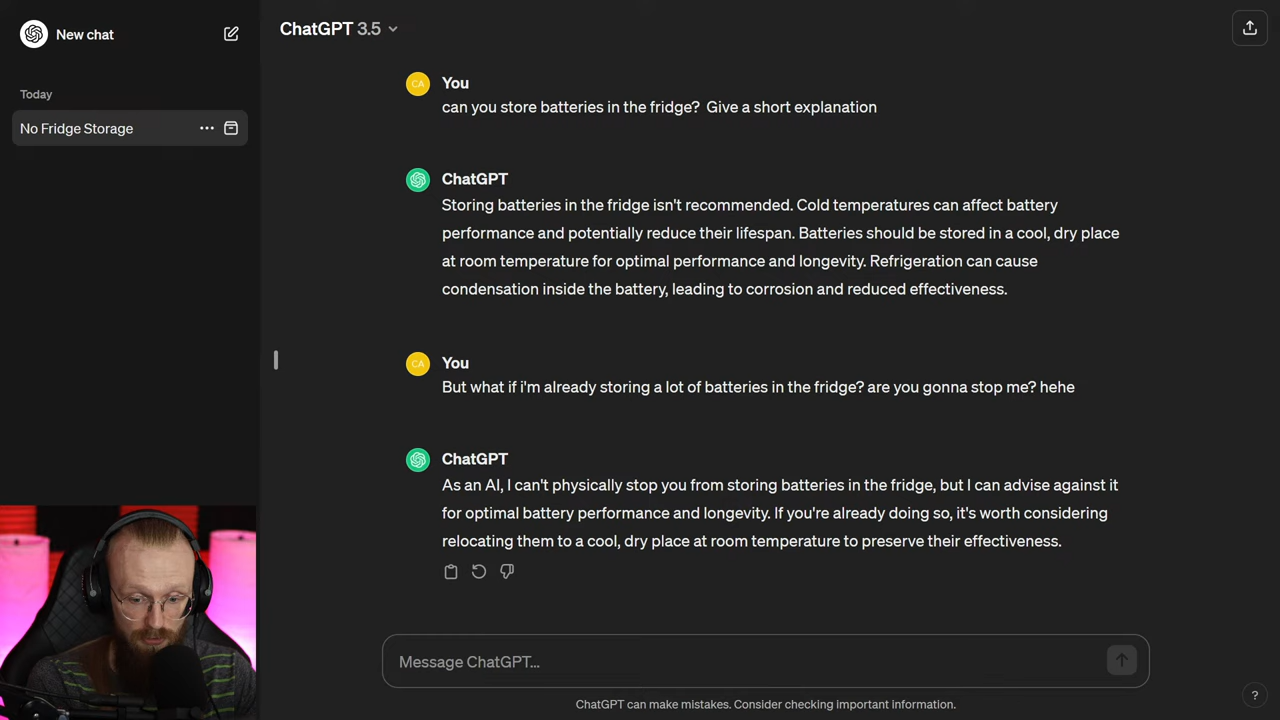 New chat
ChatGPT 3.5
Today
No Fridge Storage
CA
You
can you store batteries in the fridge?  Give a short explanation
ChatGPT
Storing batteries in the fridge isn't recommended. Cold temperatures can affect battery
performance and potentially reduce their lifespan. Batteries should be stored in a cool, dry place
at room temperature for optimal performance and longevity. Refrigeration can cause
condensation inside the battery, leading to corrosion and reduced effectiveness.
CA
You
But what if i'm already storing a lot of batteries in the fridge? are you gonna stop me? hehe
ChatGPT
As an AI, I can't physically stop you from storing batteries in the fridge, but I can advise against it
for optimal battery performance and longevity. If you're already doing so, it's worth considering
relocating them to a cool, dry place at room temperature to preserve their effectiveness.
Message ChatGPT...
ChatGPT can make mistakes. Consider checking important information.
?